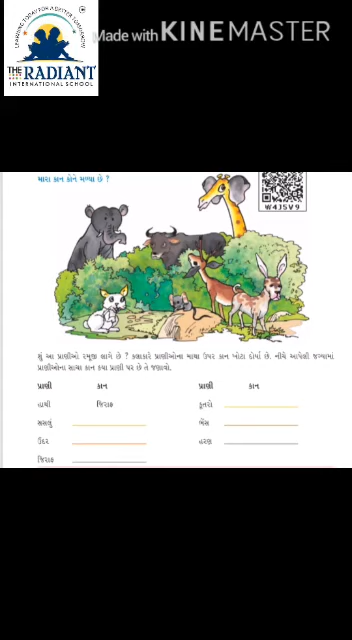 LEARNING TODAY FOR A BETTER TOMORROW
Made with KINEMASTER
THE RADIANT
INTERNATIONAL SCHOOL
મારા કાન કોને મળ્યા છે ?
W4J5V9
શું આ પ્રાણીઓ રમૂજી લાગે છે ? કલાકારે પ્રાણીઓના માથા ઉપર કાન ખોટા દોર્યા છે. નીચે આપેલી જગ્યામાં
પ્રાણીઓના સાચા કાન કયા પ્રાણી પર છે તે જણાવો.
પ્રાણી કાન પ્રાણી કાન
હાથી જિરાફ કૂતરો
સસલું ભેંસ
ઉંદર હરણ
જિરાફ